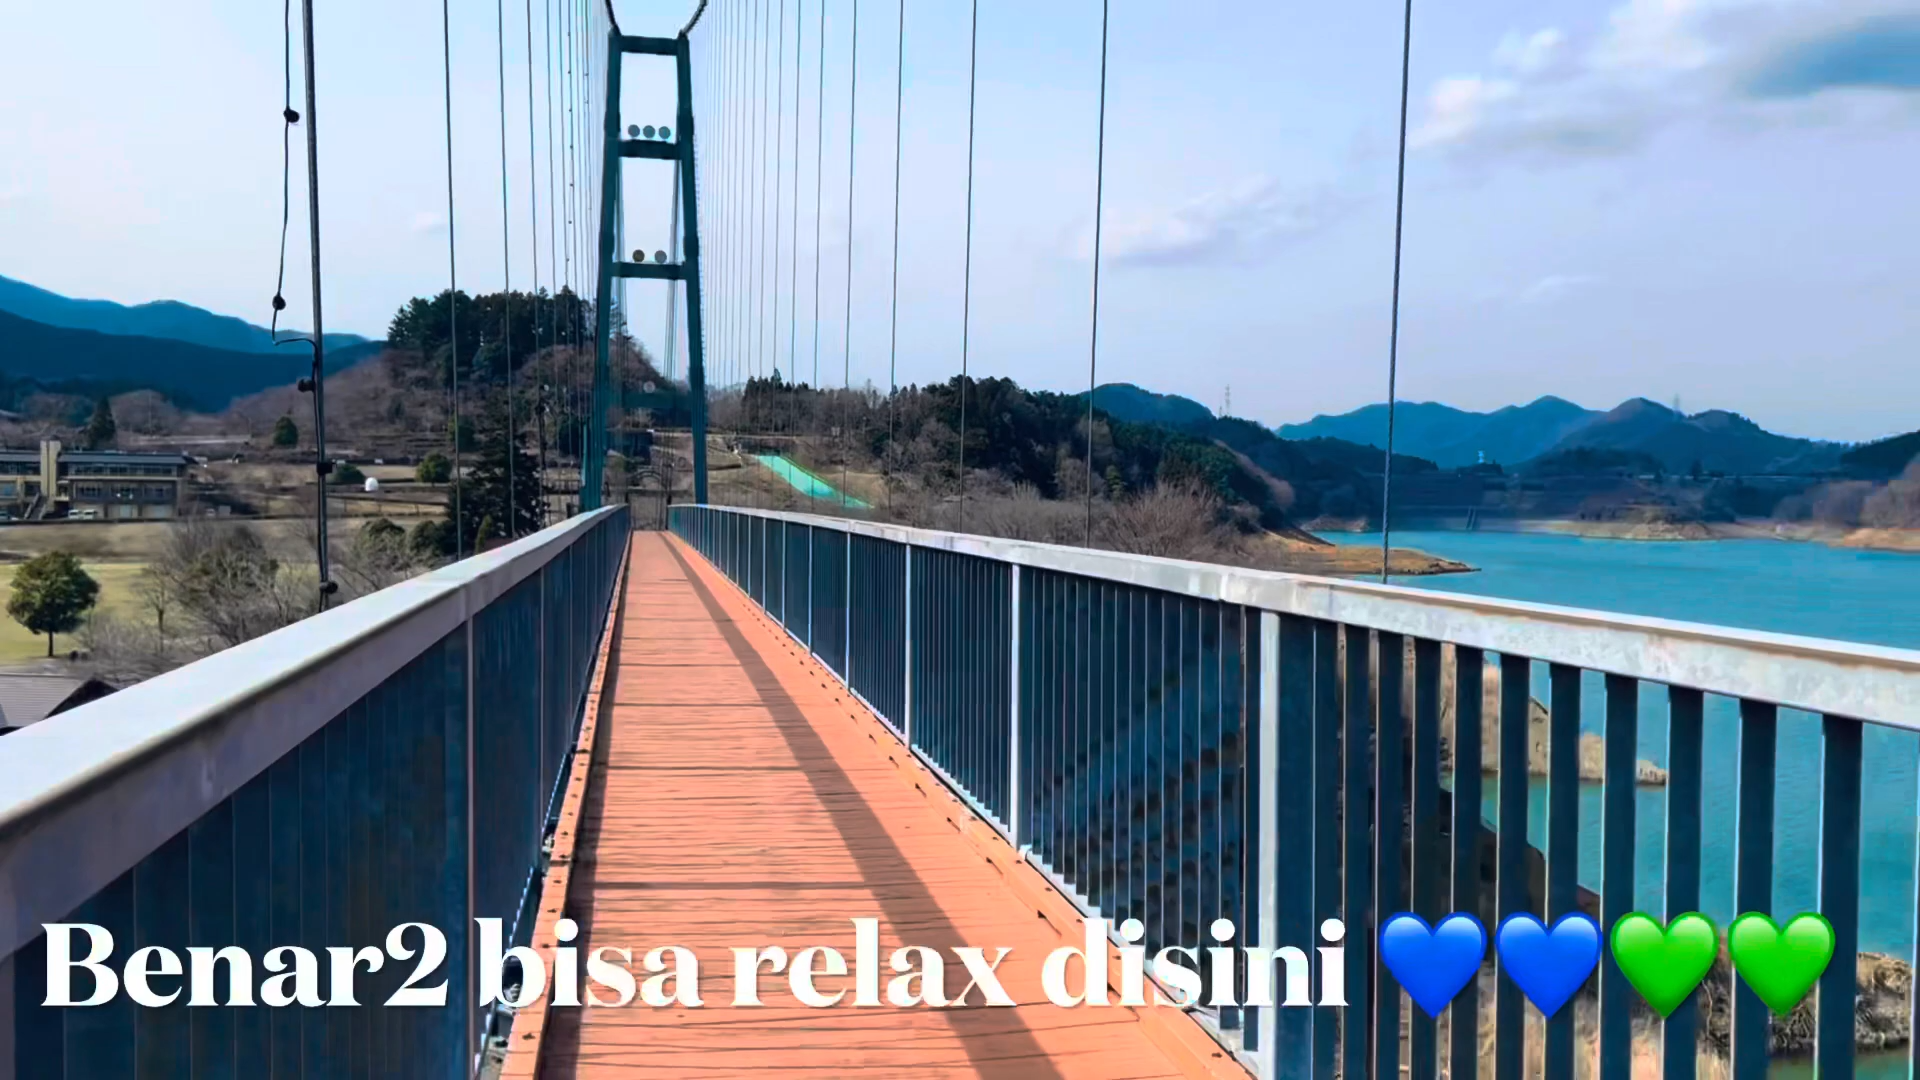 Benar2 bisa relax disini 💙💙💚💚